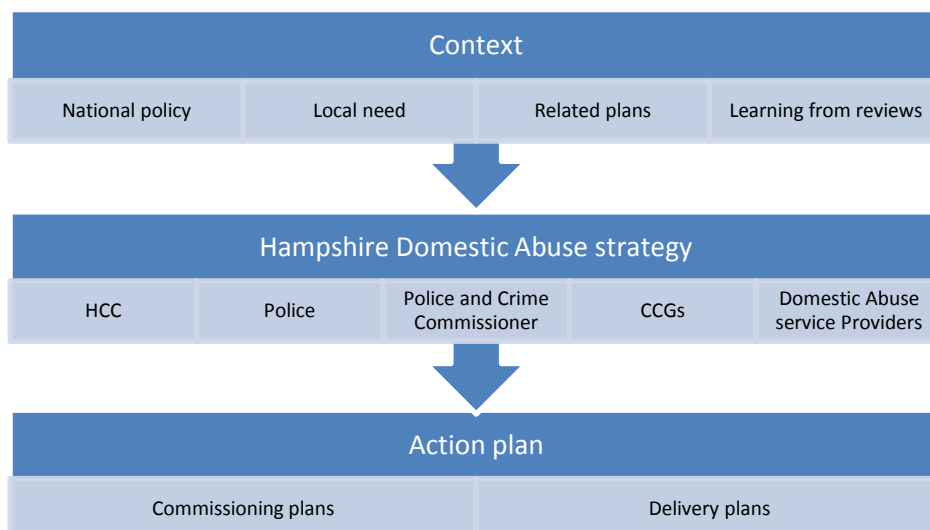 Context
National policy
Local need
Related plans
Learning from reviews
Hampshire Domestic Abuse strategy
HCC
Police
Police and Crime
Commissioner
CCGs
Domestic Abuse
service Providers
Action plan
Commissioning plans
Delivery plans